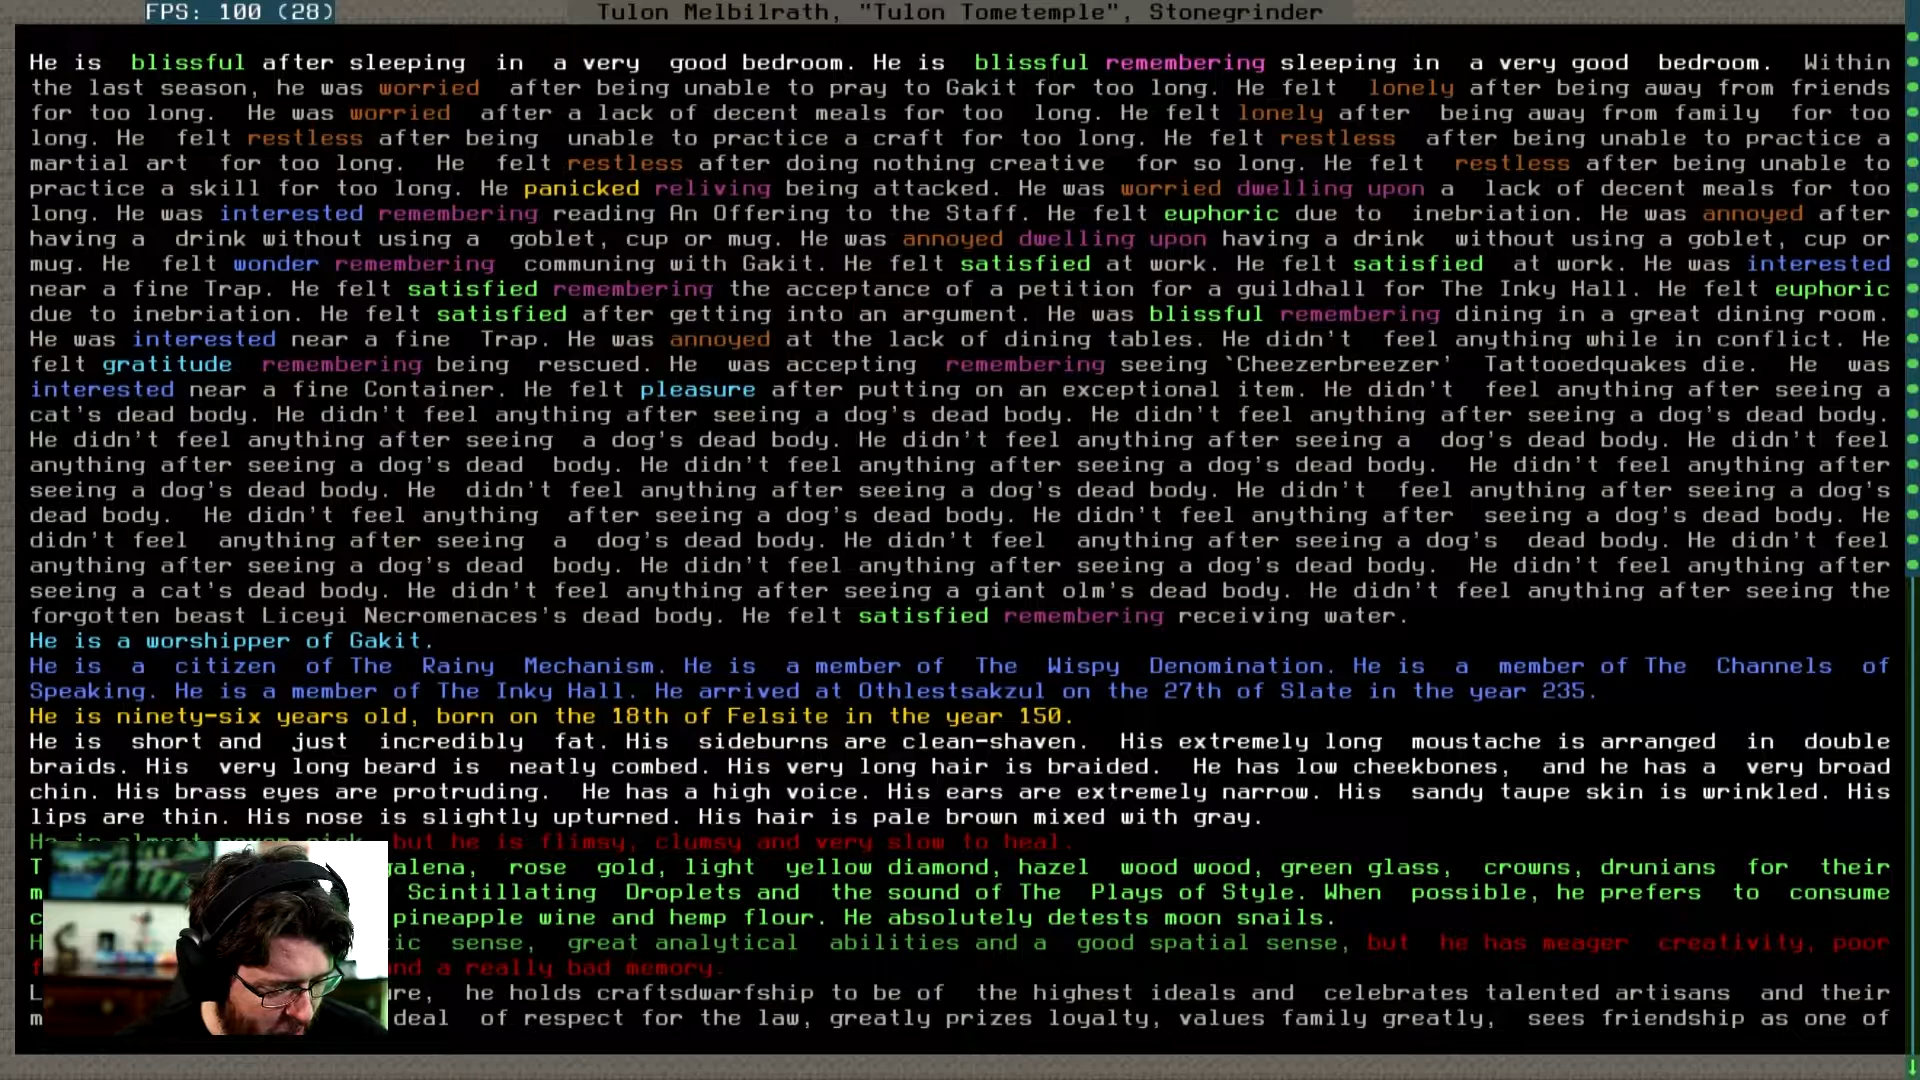 FPS: 100 (28)
Tulon Melbilrath, "Tulon Tometemple", Stonegrinder
He is blissful after sleeping in a very good bedroom. He is blissful remembering sleeping in a very good bedroom. Within
the last season, he was worried after being unable to pray to Gakit for too long. He felt lonely after being away from friends
for too long. He was worried after a lack of decent meals for too long. He felt lonely after being away from family for too
long. He felt restless after being unable to practice a craft for too long. He felt restless after being unable to practice a
martial art for too long. He felt restless after doing nothing creative for so long. He felt restless after being unable to
practice a skill for too long. He panicked reliving being attacked. He was worried dwelling upon a lack of decent meals for too
long. He was interested remembering reading An Offering to the Staff. He felt euphoric due to inebriation. He was annoyed after
having a drink without using a goblet, cup or mug. He was annoyed dwelling upon having a drink without using a goblet, cup or
mug. He felt wonder remembering communing with Gakit. He felt satisfied at work. He felt satisfied at work. He was interested
near a fine Trap. He felt satisfied remembering the acceptance of a petition for a guildhall for The Inky Hall. He felt euphoric
due to inebriation. He felt satisfied after getting into an argument. He was blissful remembering dining in a great dining room.
He was interested near a fine Trap. He was annoyed at the lack of dining tables. He didn't feel anything while in conflict. He
felt gratitude remembering being rescued. He was accepting remembering seeing `Cheezerbreezer' Tattooedquakes die. He was
interested near a fine Container. He felt pleasure after putting on an exceptional item. He didn't feel anything after seeing a
cat's dead body. He didn't feel anything after seeing a dog's dead body. He didn't feel anything after seeing a dog's dead body.
He didn't feel anything after seeing a dog's dead body. He didn't feel anything after seeing a dog's dead body. He didn't feel
anything after seeing a dog's dead body. He didn't feel anything after seeing a dog's dead body. He didn't feel anything after
seeing a dog's dead body. He didn't feel anything after seeing a dog's dead body. He didn't feel anything after seeing a dog's
dead body. He didn't feel anything after seeing a dog's dead body. He didn't feel anything after seeing a dog's dead body. He
didn't feel anything after seeing a dog's dead body. He didn't feel anything after seeing a dog's dead body. He didn't feel
anything after seeing a dog's dead body. He didn't feel anything after seeing a dog's dead body. He didn't feel anything after
seeing a cat's dead body. He didn't feel anything after seeing a giant olm's dead body. He didn't feel anything after seeing the
forgotten beast Liceyi Necromenaces's dead body. He felt satisfied remembering receiving water.
He is a worshipper of Gakit.
He is a citizen of The Rainy Mechanism. He is a member of The Wispy Denomination. He is a member of The Channels of
Speaking. He is a member of The Inky Hall. He arrived at Othlestsakzul on the 27th of Slate in the year 235.
He is ninety-six years old, born on the 18th of Felsite in the year 150.
He is short and just incredibly fat. His sideburns are clean-shaven. His extremely long moustache is arranged in double
braids. His very long beard is neatly combed. His very long hair is braided. He has low cheekbones, and he has a very broad
chin. His brass eyes are protruding. He has a high voice. His ears are extremely narrow. His sandy taupe skin is wrinkled. His
lips are thin. His nose is slightly upturned. His hair is pale brown mixed with gray.
He is almost never sick, but he is flimsy, clumsy and very slow to heal.
galena, rose gold, light yellow diamond, hazel wood wood, green glass, crowns, drunians for their
Scintillating Droplets and the sound of The Plays of Style. When possible, he prefers to consume
pineapple wine and hemp flour. He absolutely detests moon snails.
sense, great analytical abilities and a good spatial sense, but he has meager creativity, poor
and a really bad memory.
he holds craftsdwarfship to be of the highest ideals and celebrates talented artisans and their
deal of respect for the law, greatly prizes loyalty, values family greatly, sees friendship as one of